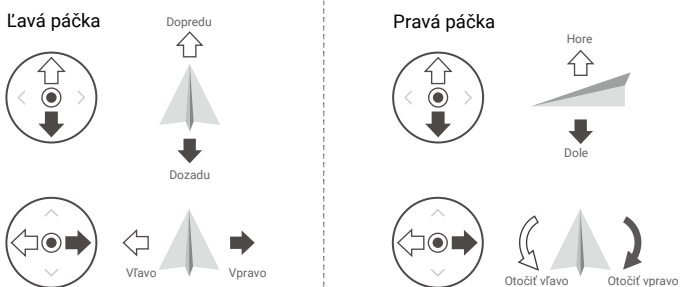 Ľavá páčka
Dopredu
Dozadu
Vľavo
Vpravo
Pravá páčka
Hore
Dole
Otočiť vľavo
Otočiť vpravo